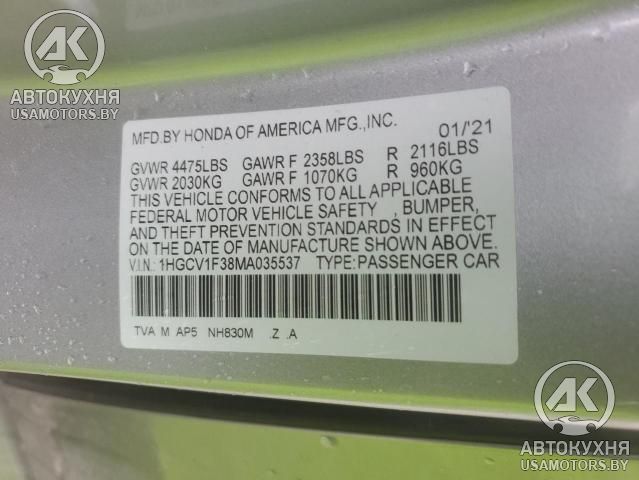 AK
АВТОКУХНЯ
USAMOTORS.BY
MFD.BY HONDA OF AMERICA MFG.,INC. 01/'21
GVWR 4475LBS GAWR F 2358LBS R 2116LBS
GVWR 2030KG GAWR F 1070KG R 960KG
THIS VEHICLE CONFORMS TO ALL APPLICABLE
FEDERAL MOTOR VEHICLE SAFETY , BUMPER,
AND THEFT PREVENTION STANDARDS IN EFFECT
ON THE DATE OF MANUFACTURE SHOWN ABOVE.
V.I.N.: 1HGCV1F38MA035537 TYPE:PASSENGER CAR
TVA M AP5 NH830M .Z .A
AK
АВТОКУХНЯ
USAMOTORS.BY